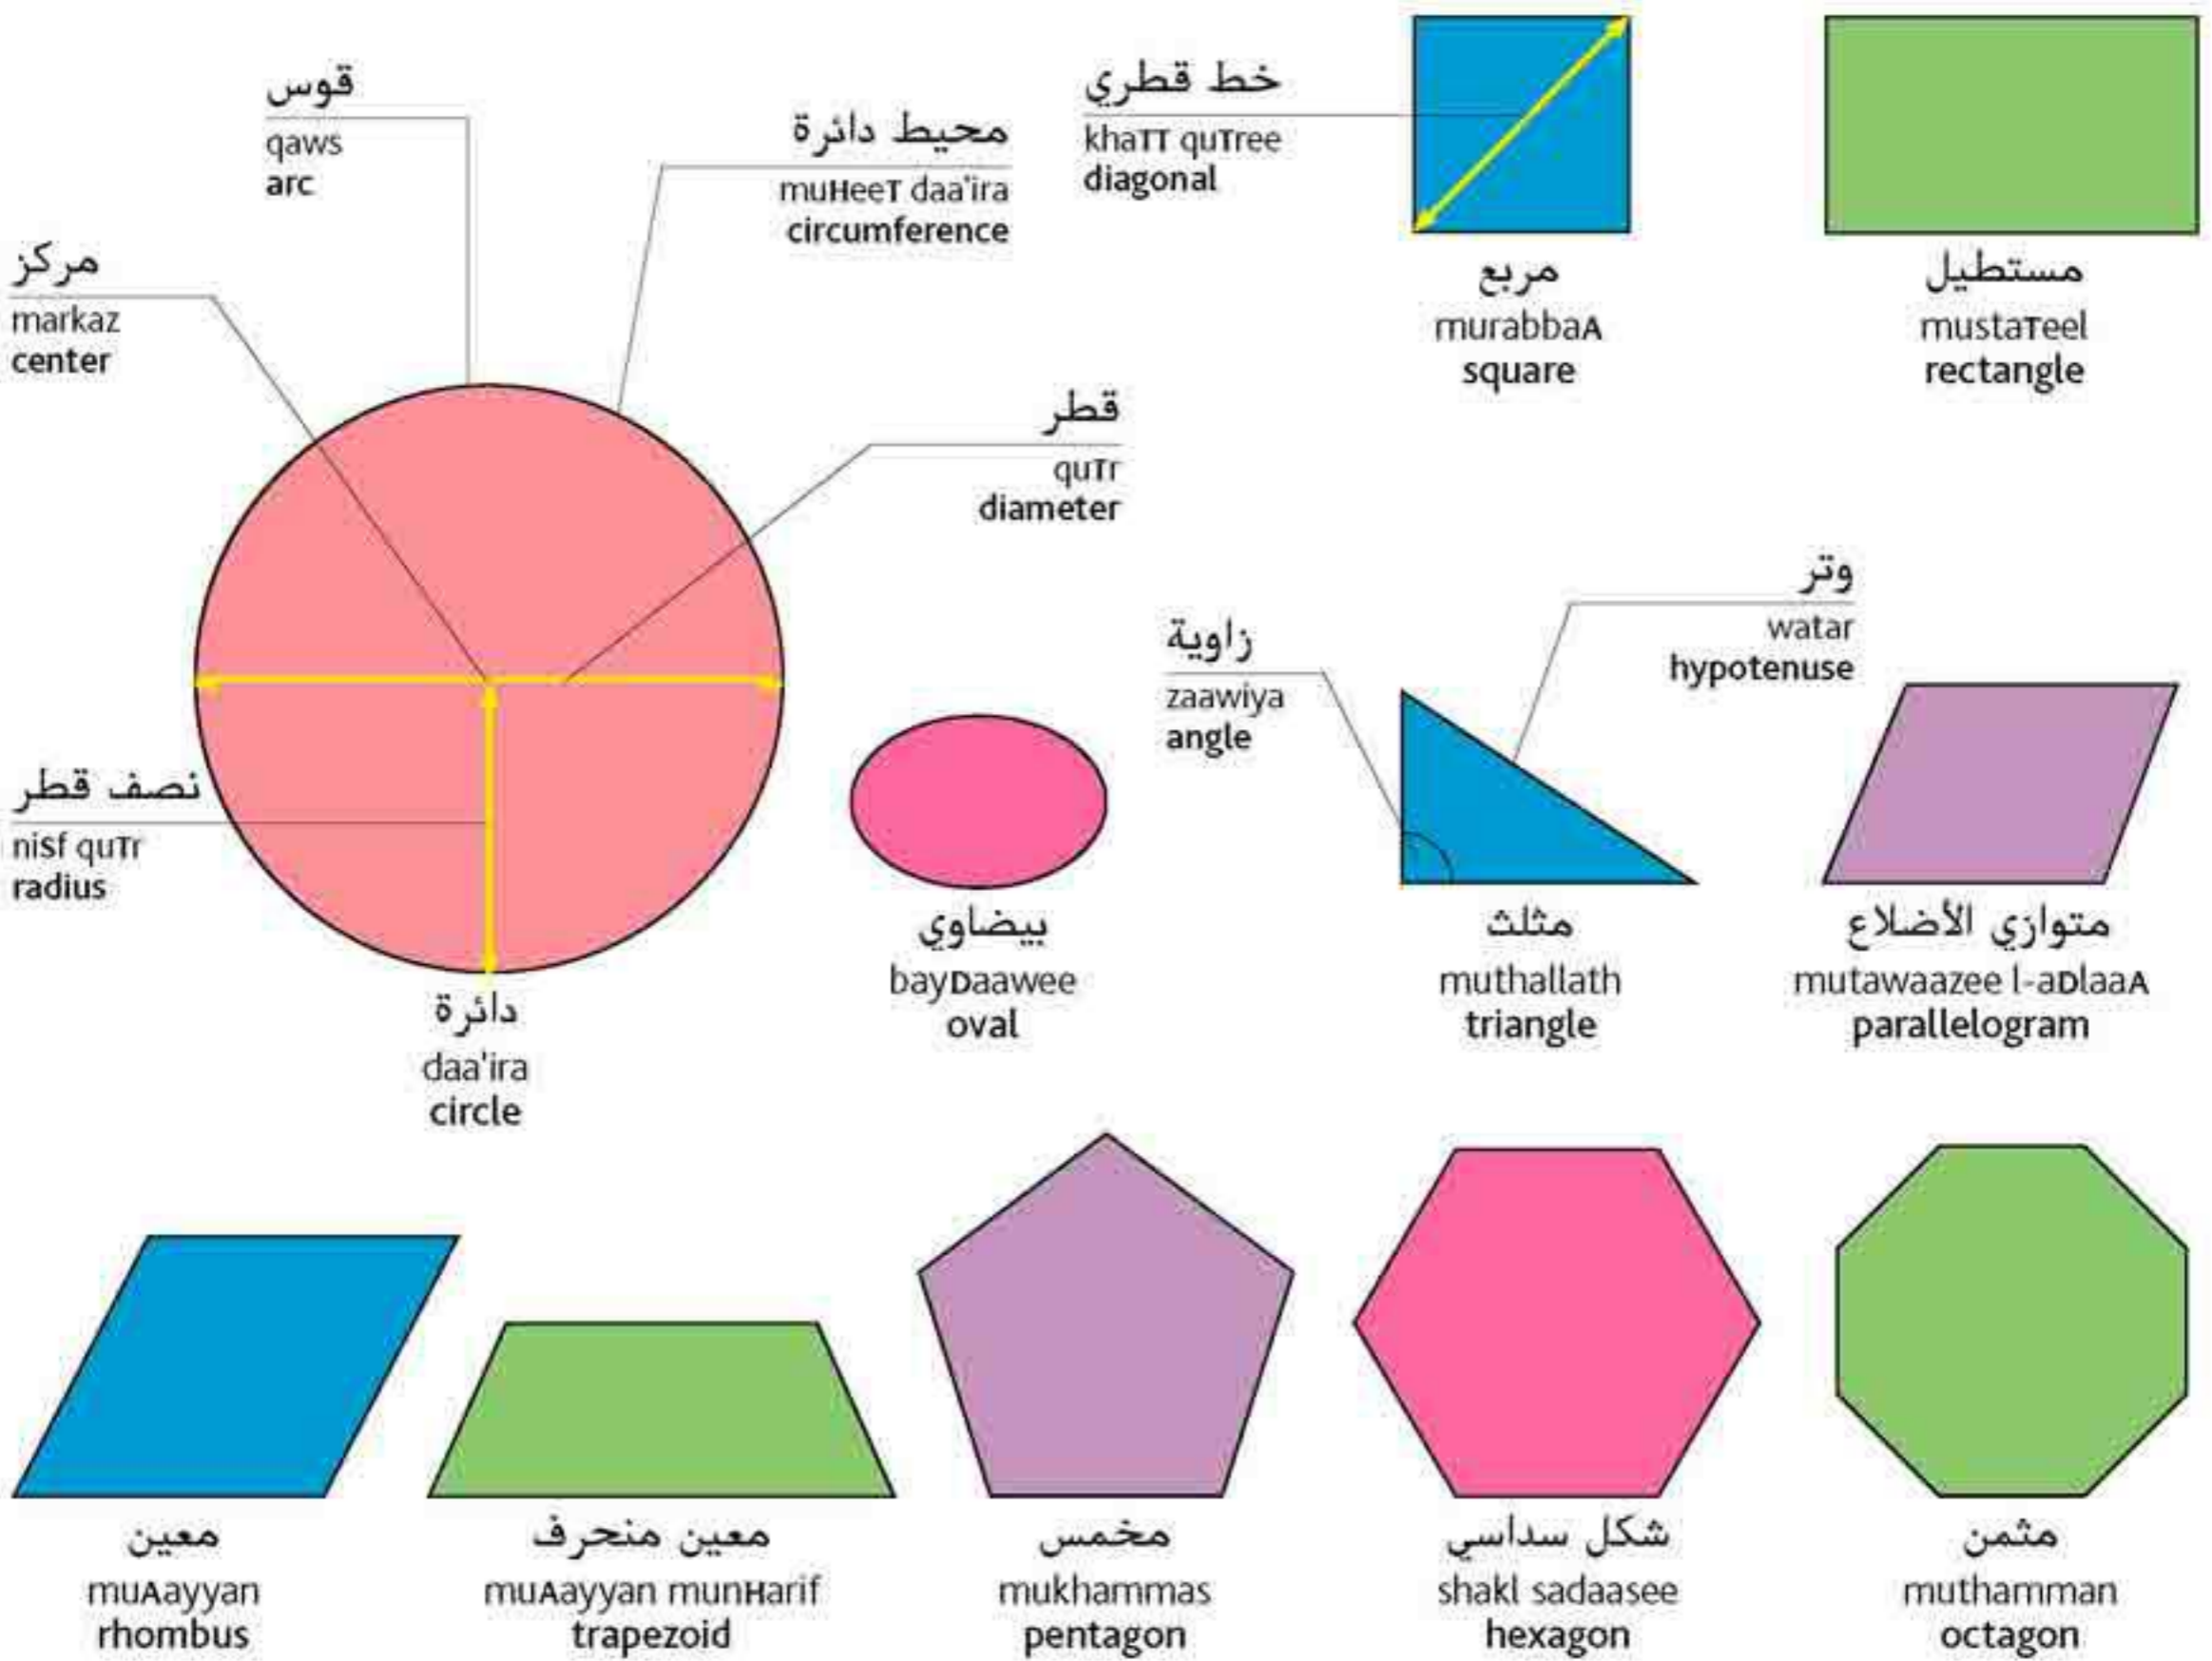 قوس
qaws
arc
محيط دائرة
muHeeT daa'ira
circumference
خط قطري
khaTT quTree
diagonal
مربع
murabbaA
square
مستطيل
mustaTeel
rectangle
مركز
markaz
center
قطر
quTr
diameter
نصف قطر
nisf quTr
radius
دائرة
daa'ira
circle
بيضاوي
bayDaawee
oval
زاوية
zaawiya
angle
وتر
watar
hypotenuse
مثلث
muthallath
triangle
متوازي الأضلاع
mutawaazee l-aDlaaA
parallelogram
معين
muAayyan
rhombus
معين منحرف
muAayyan munHarif
trapezoid
مخمس
mukhammas
pentagon
شكل سداسي
shakl sadaasee
hexagon
مثمن
muthamman
octagon